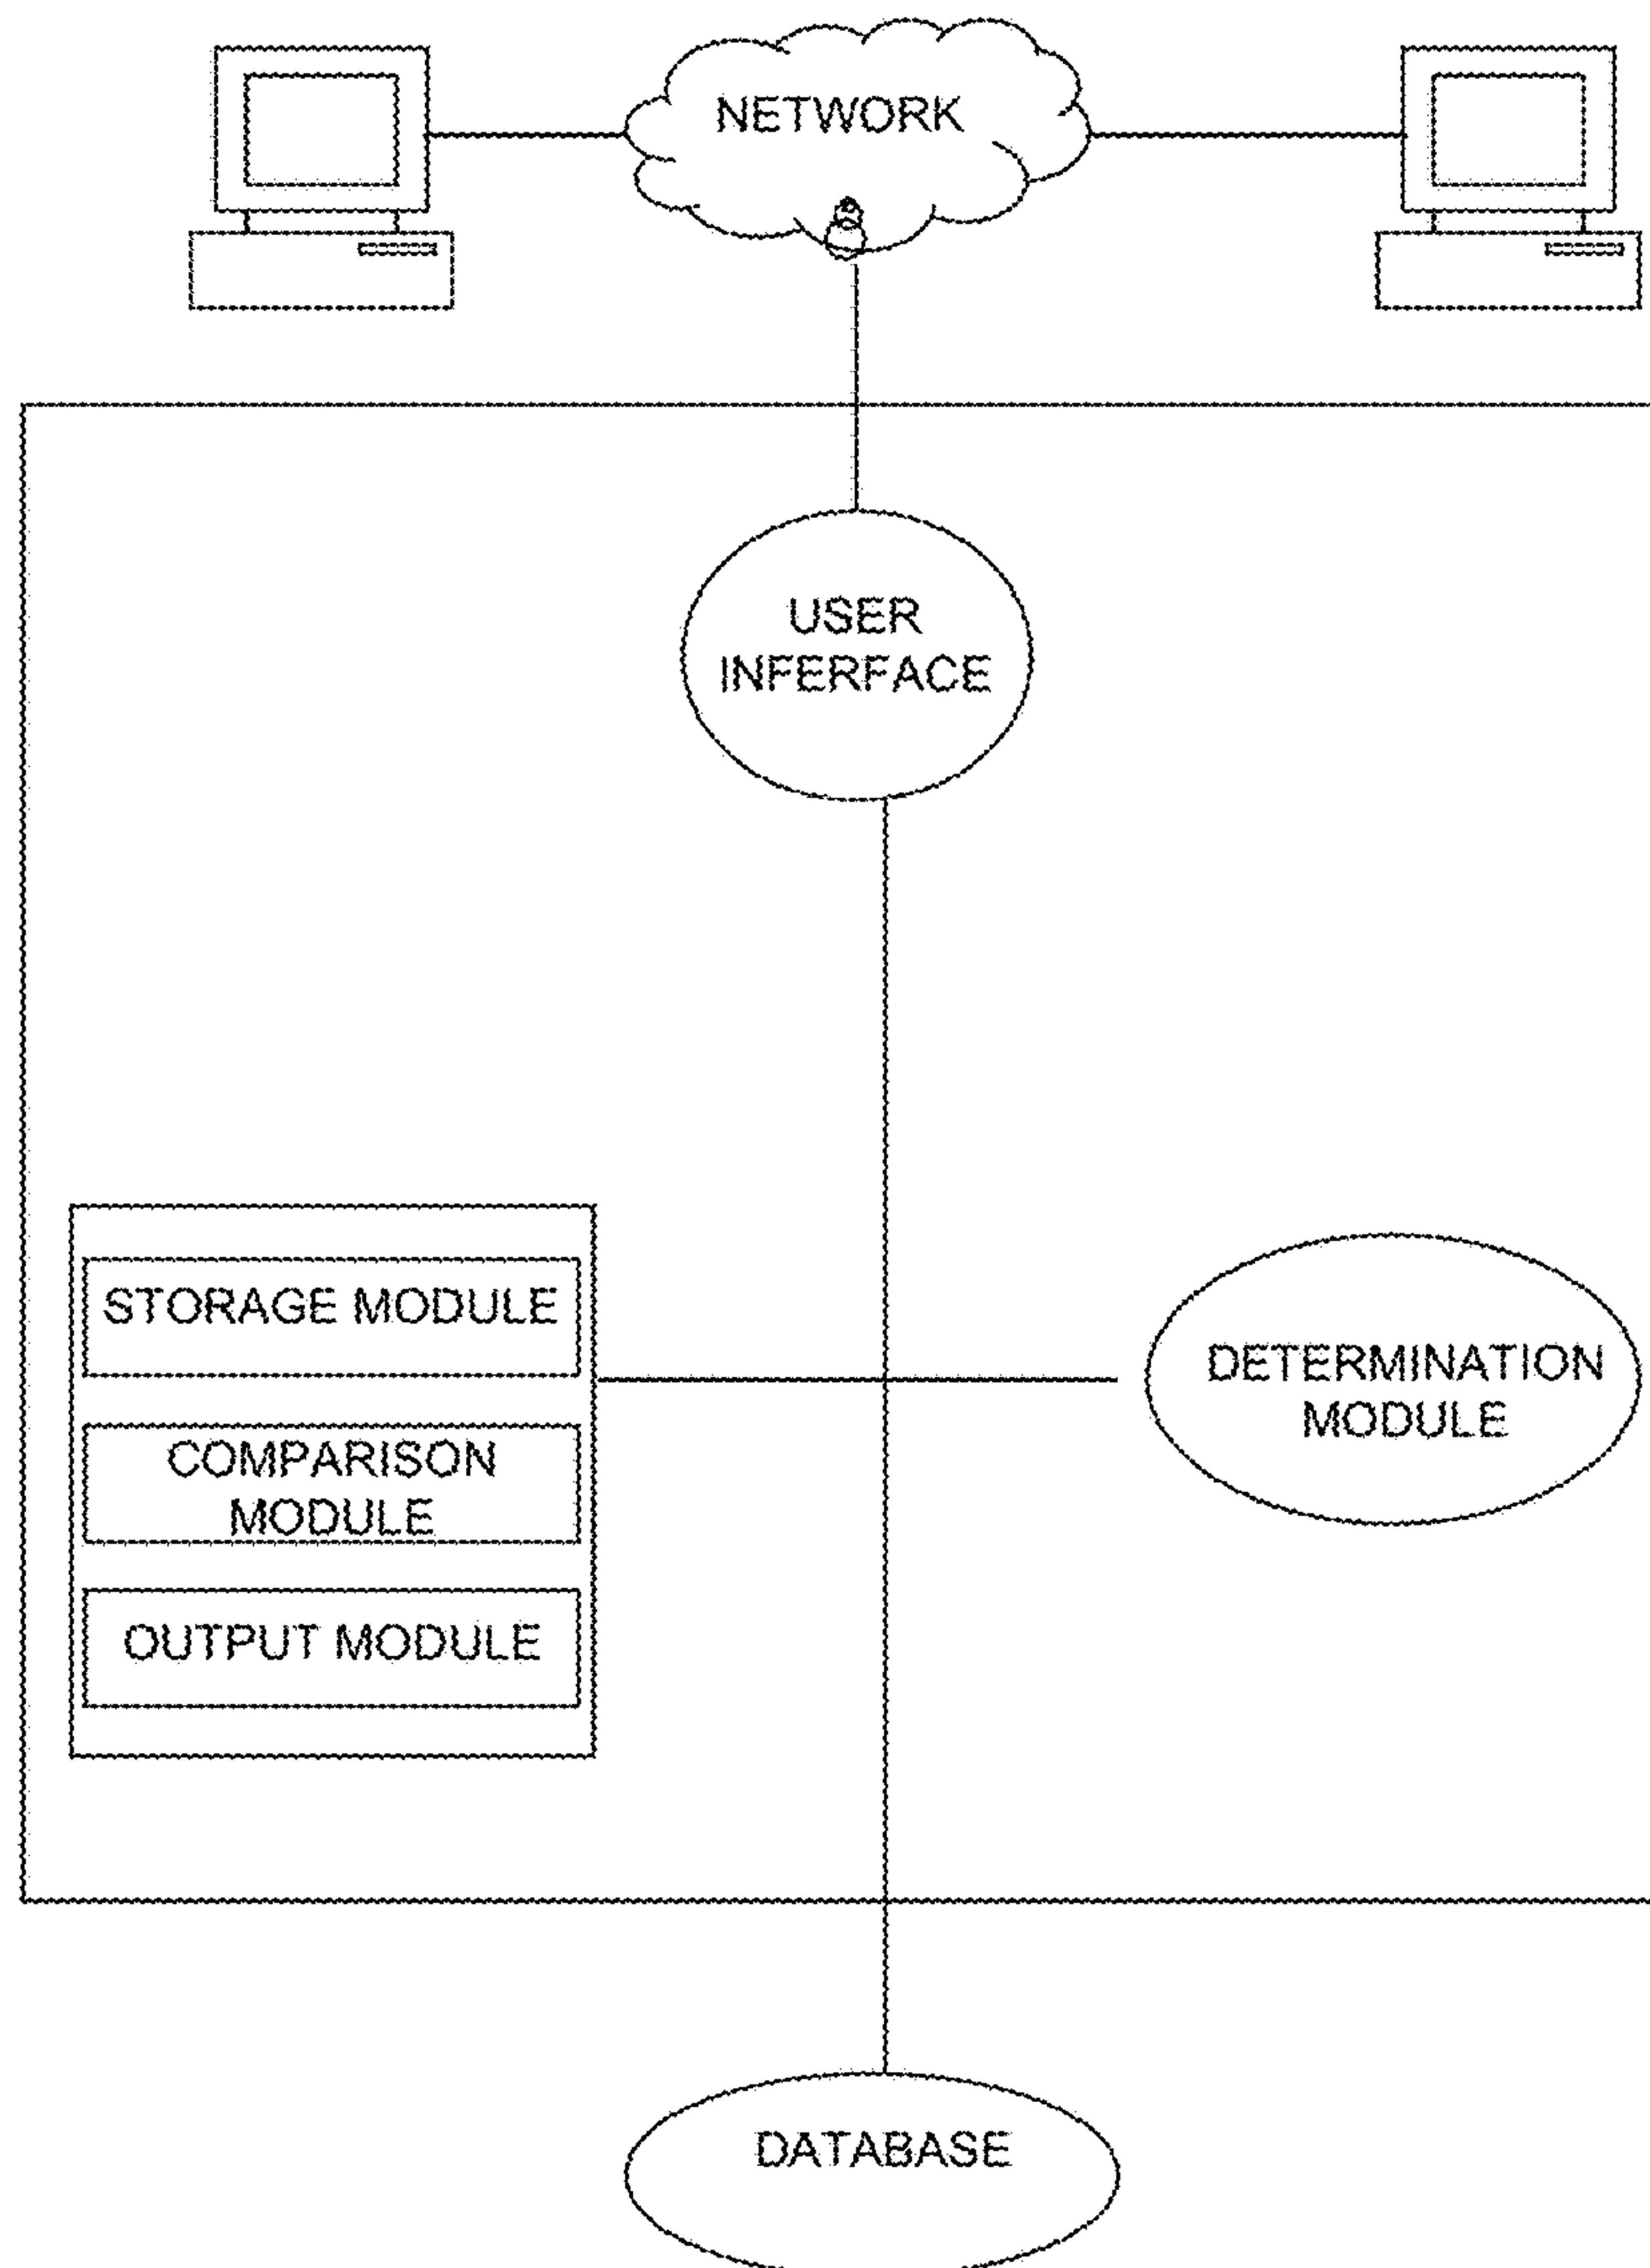 NETWORK
USER
INFERFACE
STORAGE MODULE
COMPARISON
MODULE
OUTPUT MODULE
DETERMINATION
MODULE
DATABASE